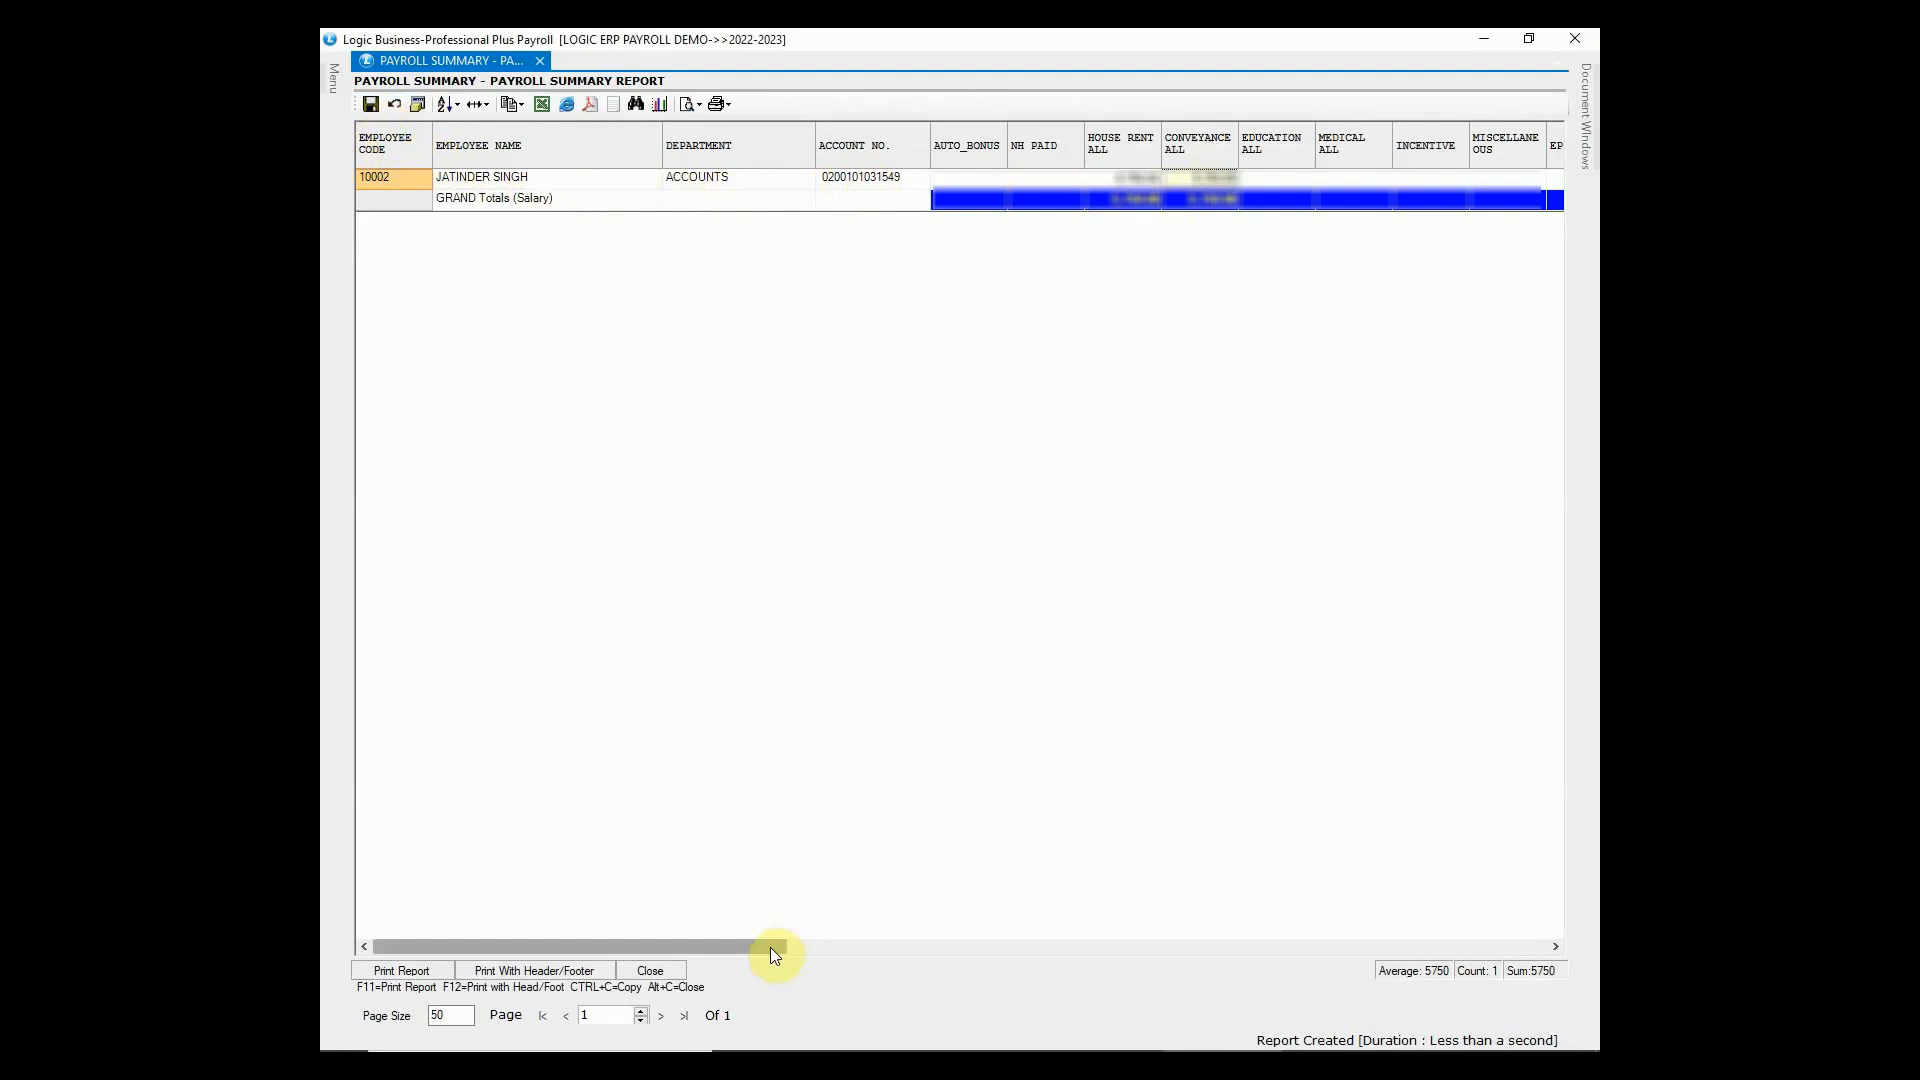 Logic Business-Professional Plus Payroll [LOGIC ERP PAYROLL DEMO->>2022-2023]
Menu
PAYROLL SUMMARY - PA...
Document Windows
PAYROLL SUMMARY - PAYROLL SUMMARY REPORT
EMPLOYEE CODE EMPLOYEE NAME DEPARTMENT ACCOUNT NO. AUTO_BONUS NH PAID HOUSE RENT ALL CONVEYANCE ALL EDUCATION ALL MEDICAL ALL INCENTIVE MISCELLANEOUS EP
10002 JATINDER SINGH ACCOUNTS 0200101031549
GRAND Totals (Salary)
Print Report Print With Header/Footer Close Average: 5750 Count: 1 Sum:5750
F11=Print Report F12=Print with Head/Foot CTRL+C=Copy Alt+C=Close
Page Size 50 Page |< < 1 > >| Of 1
Report Created [Duration : Less than a second]